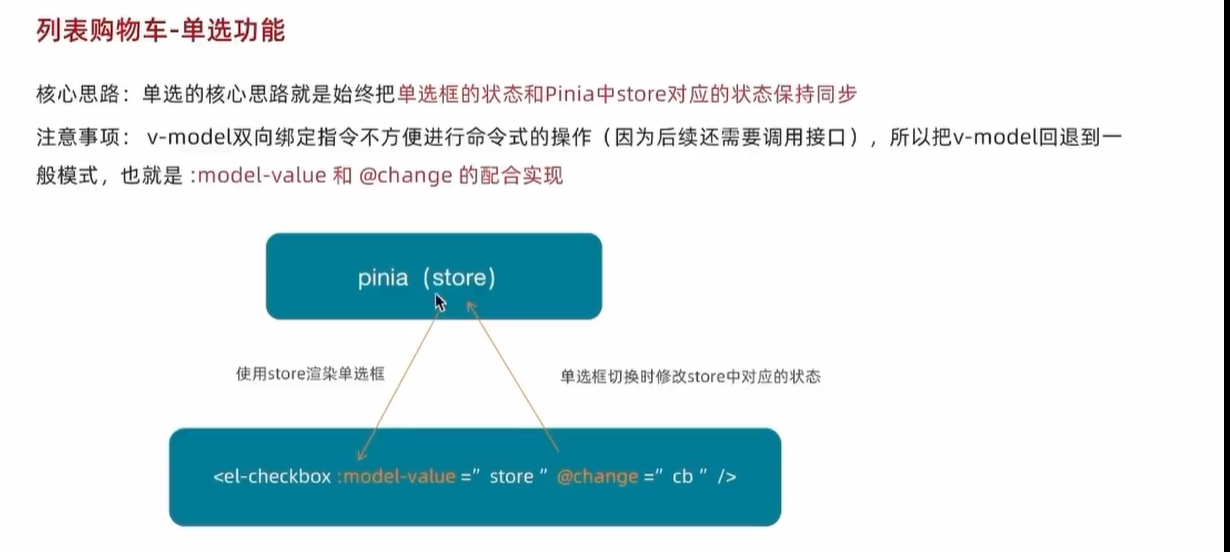 列表购物车-单选功能
核心思路：单选的核心思路就是始终把单选框的状态和Pinia中store对应的状态保持同步
注意事项： v-model双向绑定指令不方便进行命令式的操作（因为后续还需要调用接口），所以把v-model回退到一
般模式，也就是 :model-value 和 @change 的配合实现
pinia（store）
使用store渲染单选框
单选框切换时修改store中对应的状态
<el-checkbox :model-value =” store ” @change =” cb ” />